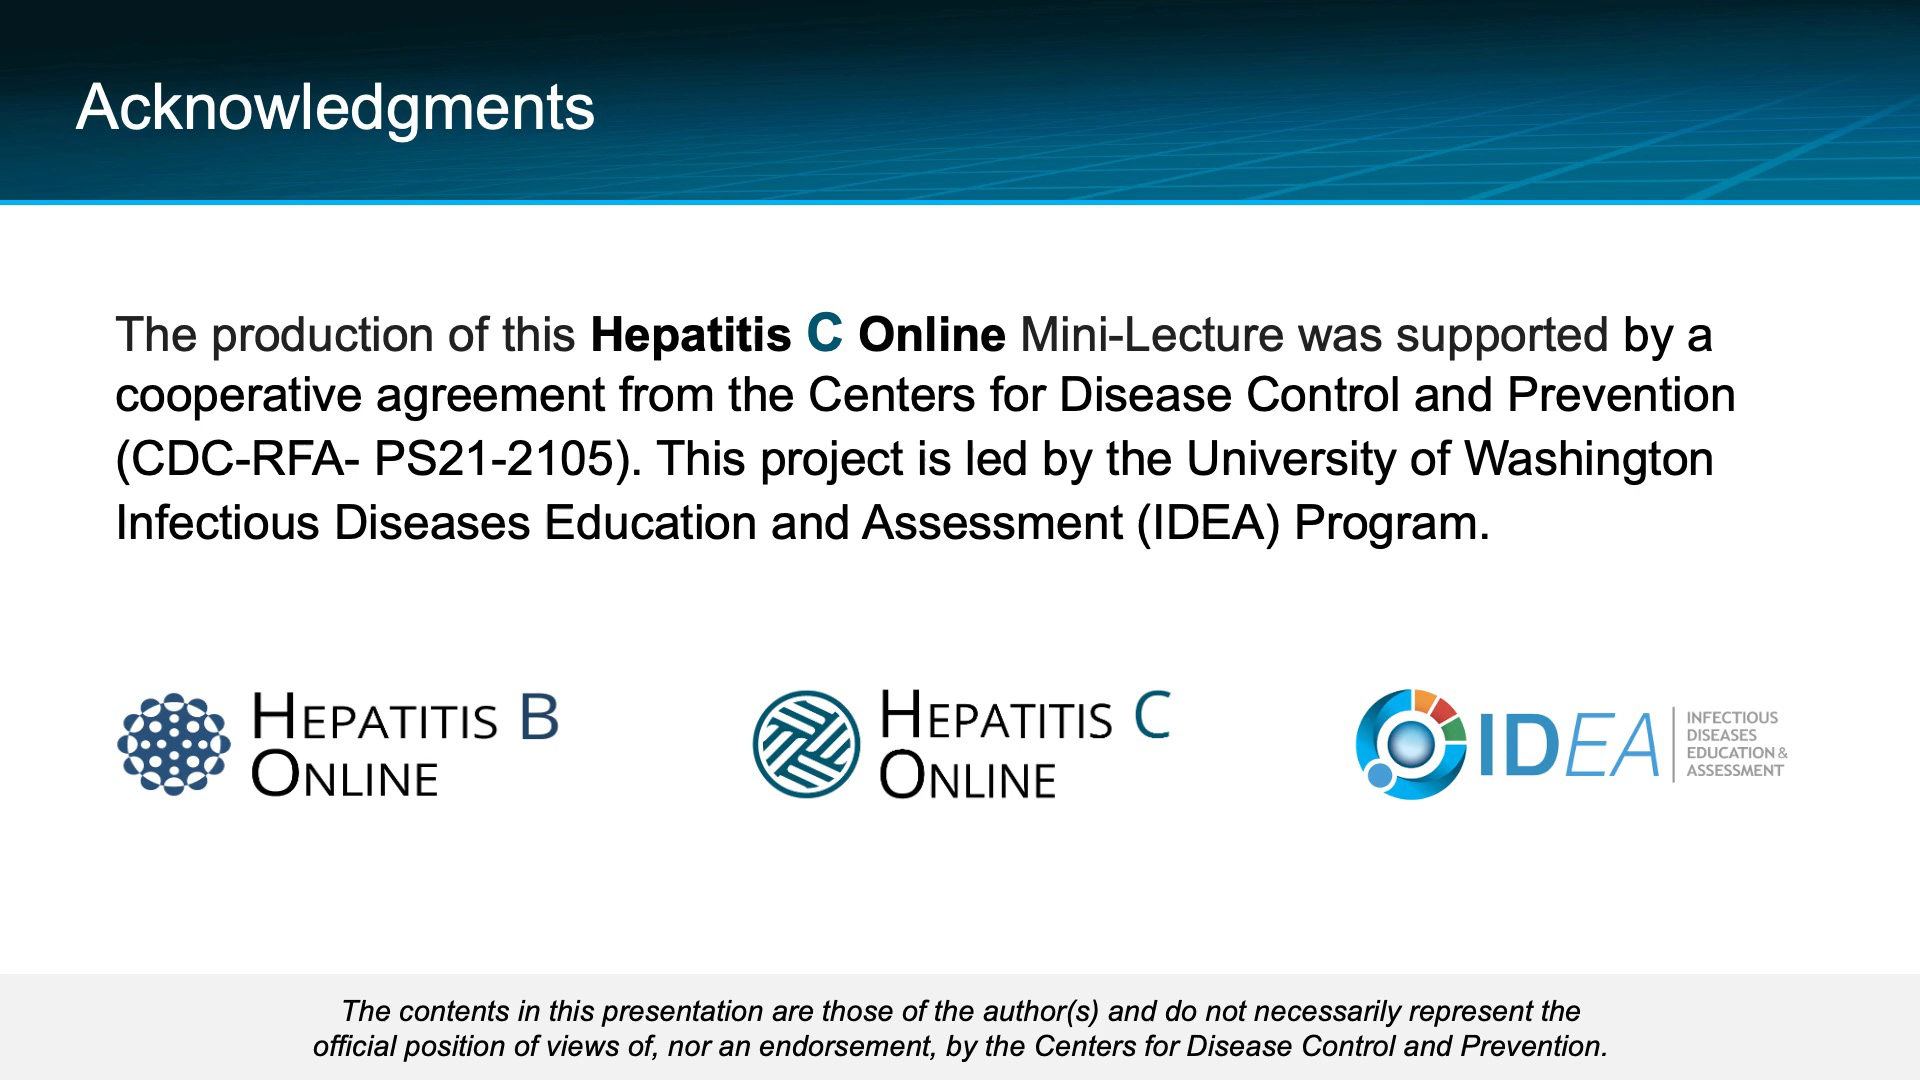 Acknowledgments
The production of this Hepatitis C Online Mini-Lecture was supported by a
cooperative agreement from the Centers for Disease Control and Prevention
(CDC-RFA- PS21-2105). This project is led by the University of Washington
Infectious Diseases Education and Assessment (IDEA) Program.
HEPATITIS B
ONLINE
HEPATITIS C
ONLINE
IDEA
INFECTIOUS
DISEASES
EDUCATION &
ASSESSMENT
The contents in this presentation are those of the author(s) and do not necessarily represent the
official position of views of, nor an endorsement, by the Centers for Disease Control and Prevention.